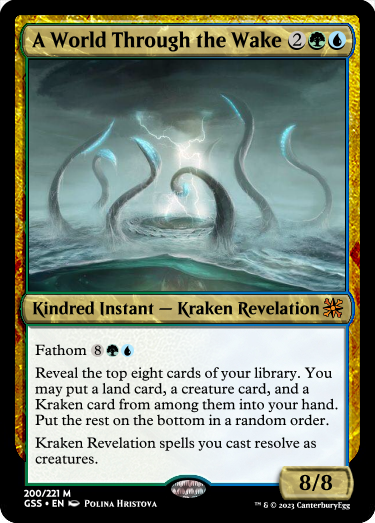 A World Through the Wake 2
Kindred Instant — Kraken Revelation
Fathom 8
Reveal the top eight cards of your library. You
may put a land card, a creature card, and a
Kraken card from among them into your hand.
Put the rest on the bottom in a random order.
Kraken Revelation spells you cast resolve as
creatures.
8/8
200/221 M
GSS • EN Polina Hristova
™ & © 2023 CanterburyEgg